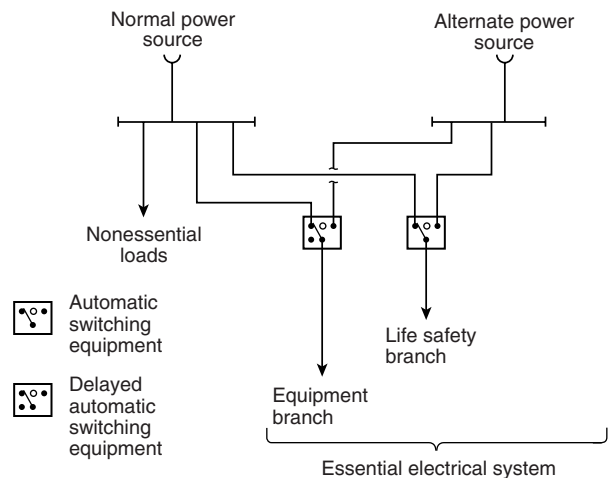 Normal power
source
Alternate power
source
Nonessential
loads
Automatic
switching
equipment
Life safety
branch
Delayed
automatic
switching
equipment
Equipment
branch
Essential electrical system